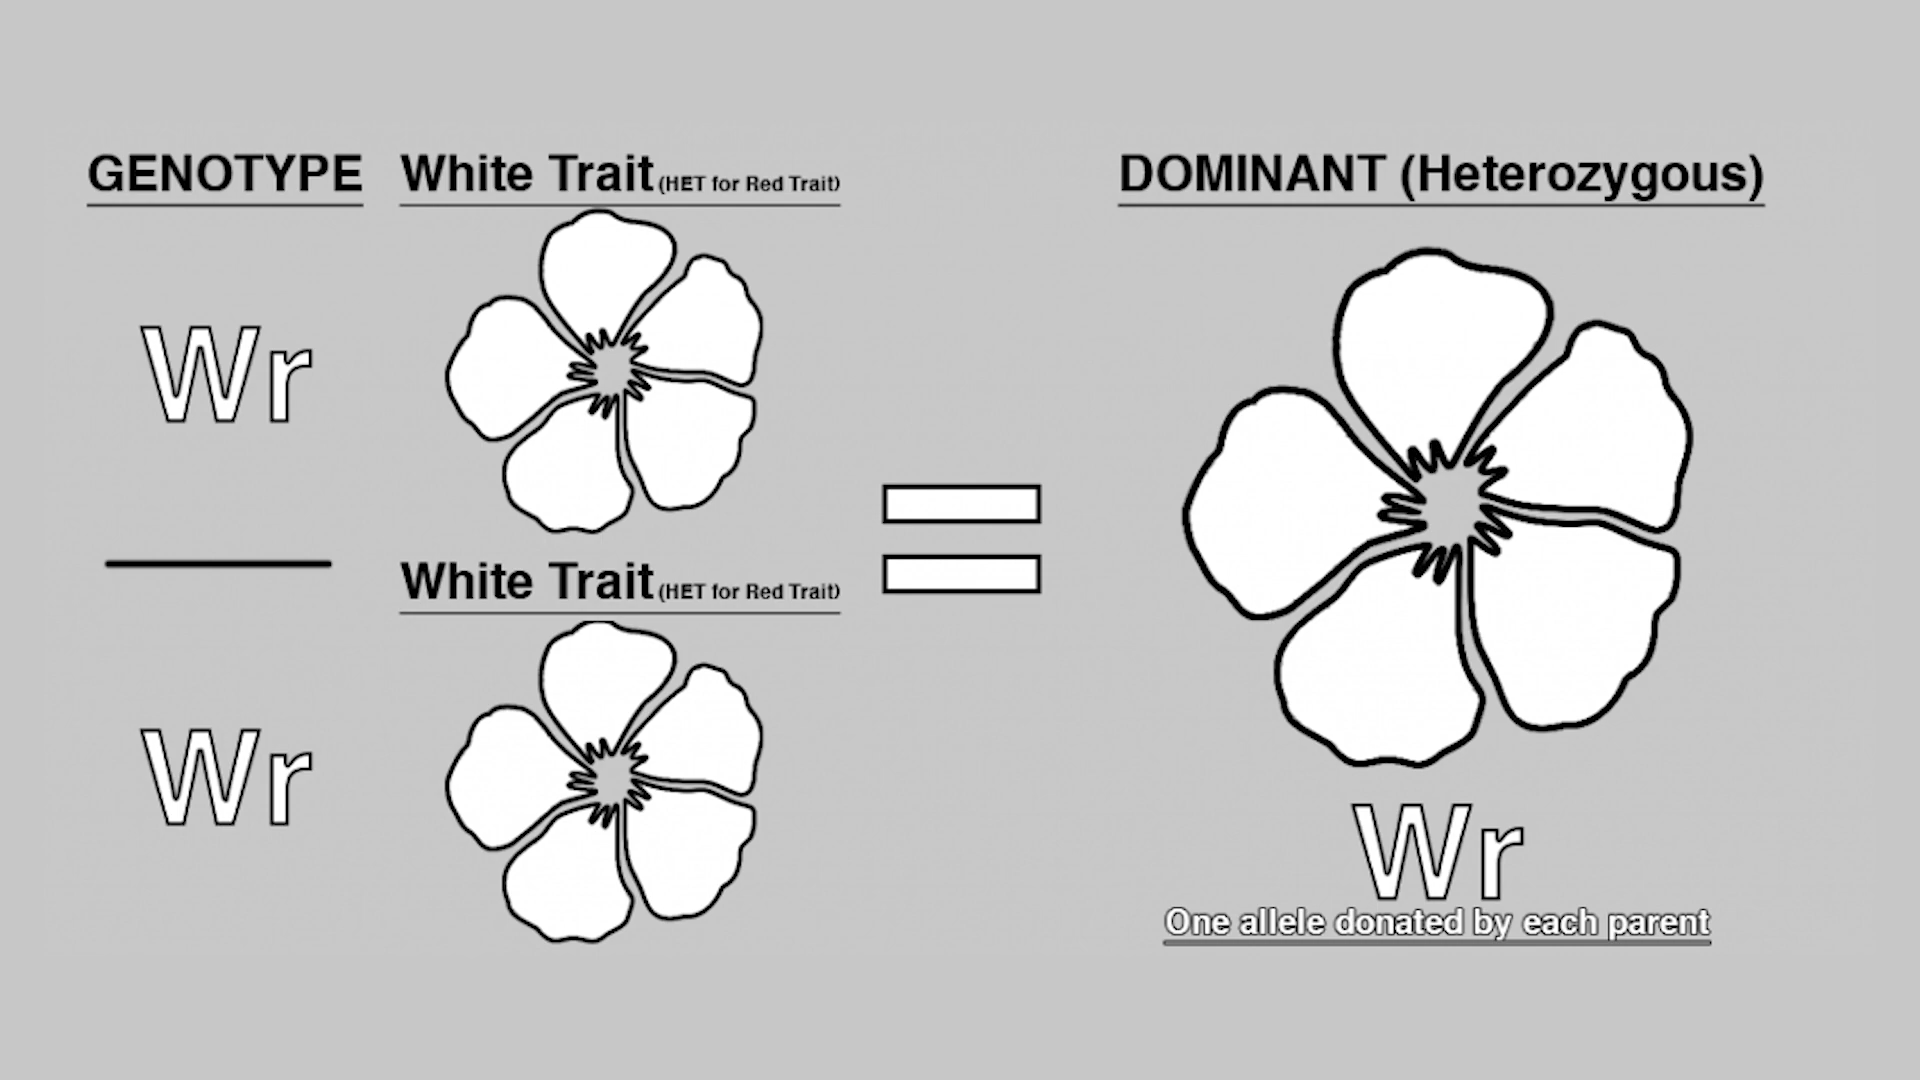 GENOTYPE
White Trait (HET for Red Trait)
Wr
White Trait (HET for Red Trait)
Wr
DOMINANT (Heterozygous)
Wr
One allele donated by each parent